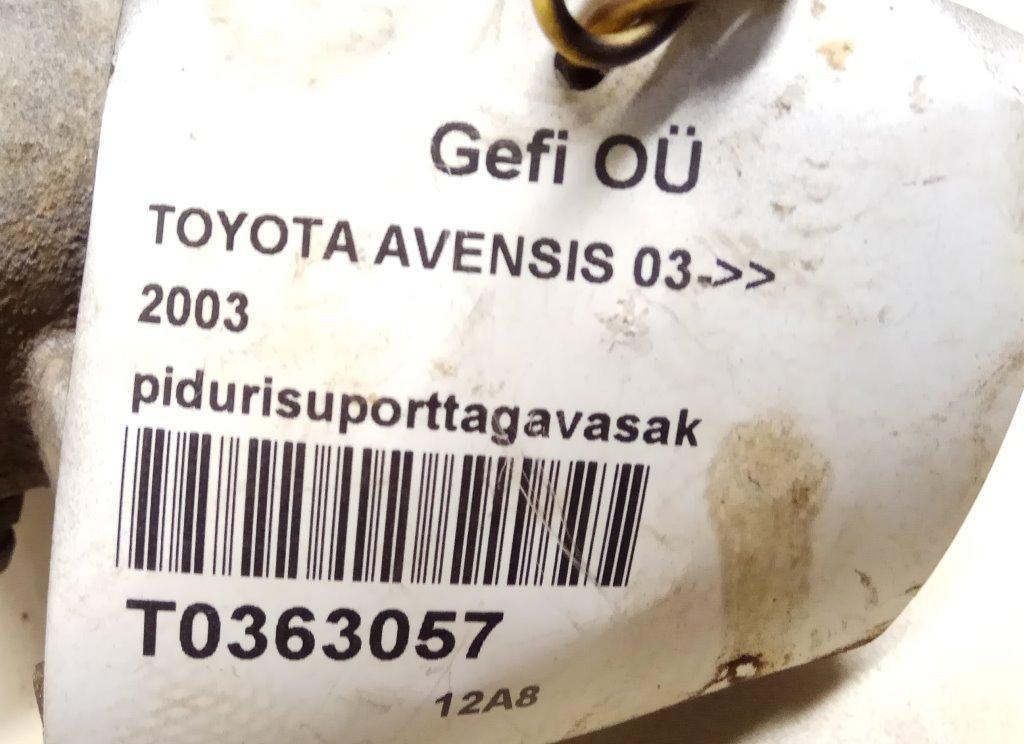 Gefi OÜ
TOYOTA AVENSIS 03->>
2003
pidurisuporttagavasak
T0363057
12A8